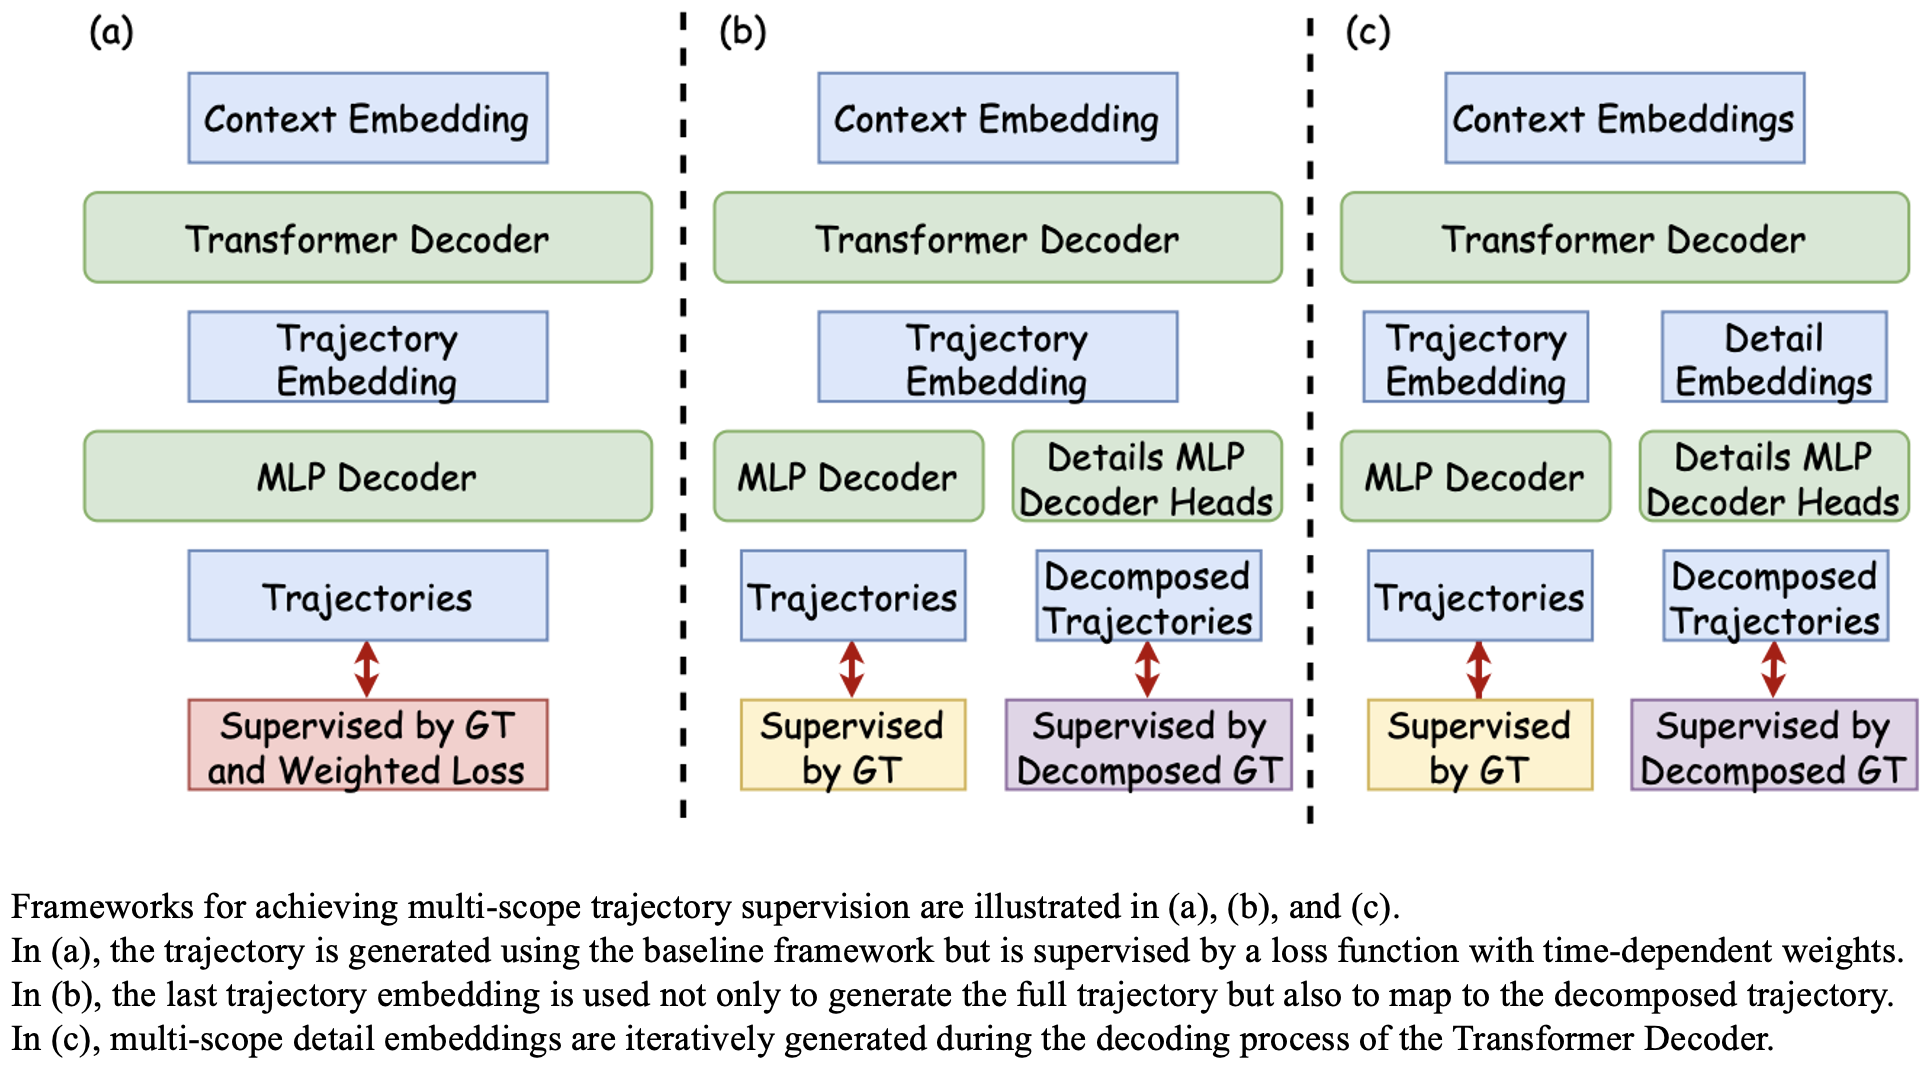 (a)
Context Embedding
Transformer Decoder
Trajectory
Embedding
MLP Decoder
Trajectories
Supervised by GT
and Weighted Loss
(b)
Context Embedding
Transformer Decoder
Trajectory
Embedding
MLP Decoder
Details MLP
Decoder Heads
Trajectories
Decomposed
Trajectories
Supervised
by GT
Supervised by
Decomposed GT
(c)
Context Embeddings
Transformer Decoder
Trajectory
Embedding
Detail
Embeddings
MLP Decoder
Details MLP
Decoder Heads
Trajectories
Decomposed
Trajectories
Supervised
by GT
Supervised by
Decomposed GT
Frameworks for achieving multi-scope trajectory supervision are illustrated in (a), (b), and (c).
In (a), the trajectory is generated using the baseline framework but is supervised by a loss function with time-dependent weights.
In (b), the last trajectory embedding is used not only to generate the full trajectory but also to map to the decomposed trajectory.
In (c), multi-scope detail embeddings are iteratively generated during the decoding process of the Transformer Decoder.